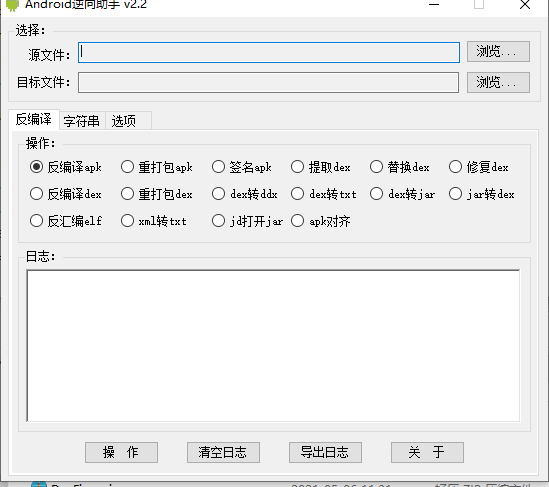 Android逆向助手 v2.2
选择:
源文件: 浏览...
目标文件: 浏览...
反编译 字符串 选项
操作:
反编译apk 重打包apk 签名apk 提取dex 替换dex 修复dex
反编译dex 重打包dex dex转ddx dex转txt dex转jar jar转dex
反汇编elf xml转txt jd打开jar apk对齐
日志:
操 作 清空日志 导出日志 关 于